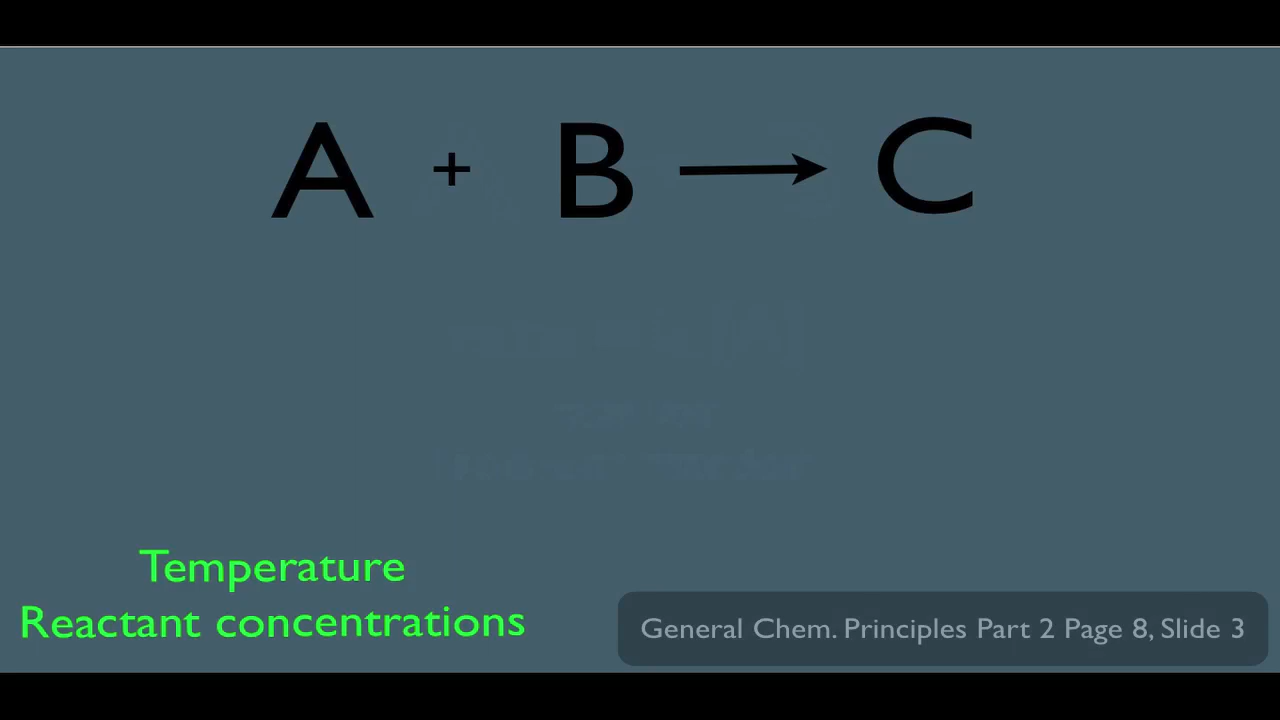 A + B → C
Temperature
Reactant concentrations
General Chem. Principles Part 2 Page 8, Slide 3